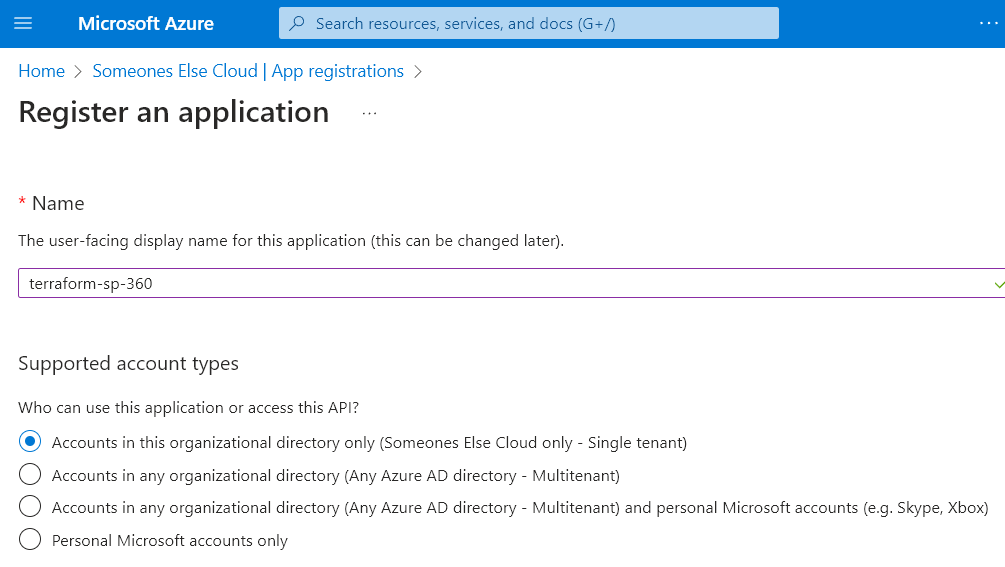 Microsoft Azure
Search resources, services, and docs (G+/)
Home > Someones Else Cloud | App registrations >
Register an application ...
* Name
The user-facing display name for this application (this can be changed later).
terraform-sp-360
Supported account types
Who can use this application or access this API?
Accounts in this organizational directory only (Someones Else Cloud only - Single tenant)
Accounts in any organizational directory (Any Azure AD directory - Multitenant)
Accounts in any organizational directory (Any Azure AD directory - Multitenant) and personal Microsoft accounts (e.g. Skype, Xbox)
Personal Microsoft accounts only